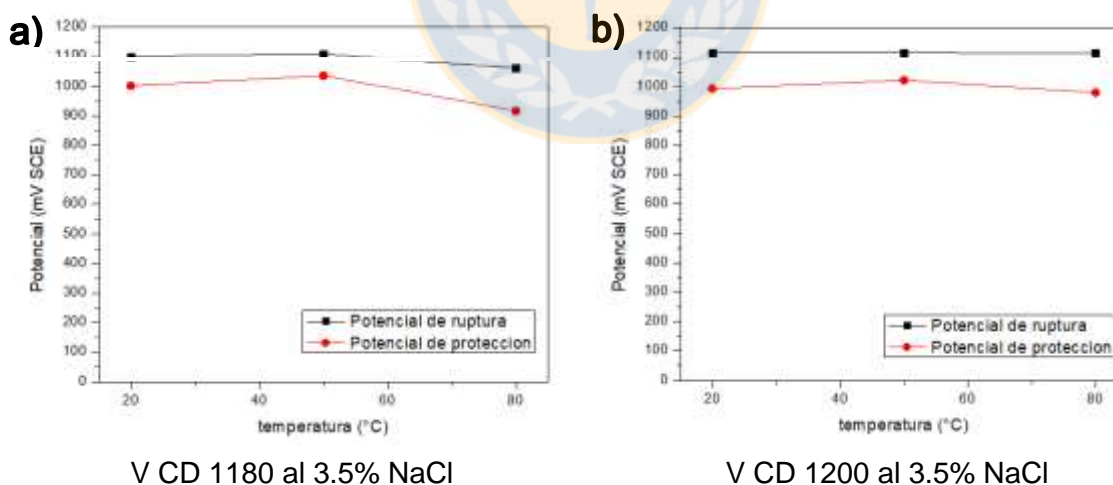 a)
1200
1100
1000
900
800
700
600
500
400
300
200
100
0
Potencial (mV SCE)
Potencial de ruptura
Potencial de proteccion
20
40
60
80
temperatura (°C)
V CD 1180 al 3.5% NaCl
b)
1200
1100
1000
900
800
700
600
500
400
300
200
100
0
Potencial (mV SCE)
Potencial de ruptura
Potencial de proteccion
20
40
60
80
temperatura (°C)
V CD 1200 al 3.5% NaCl